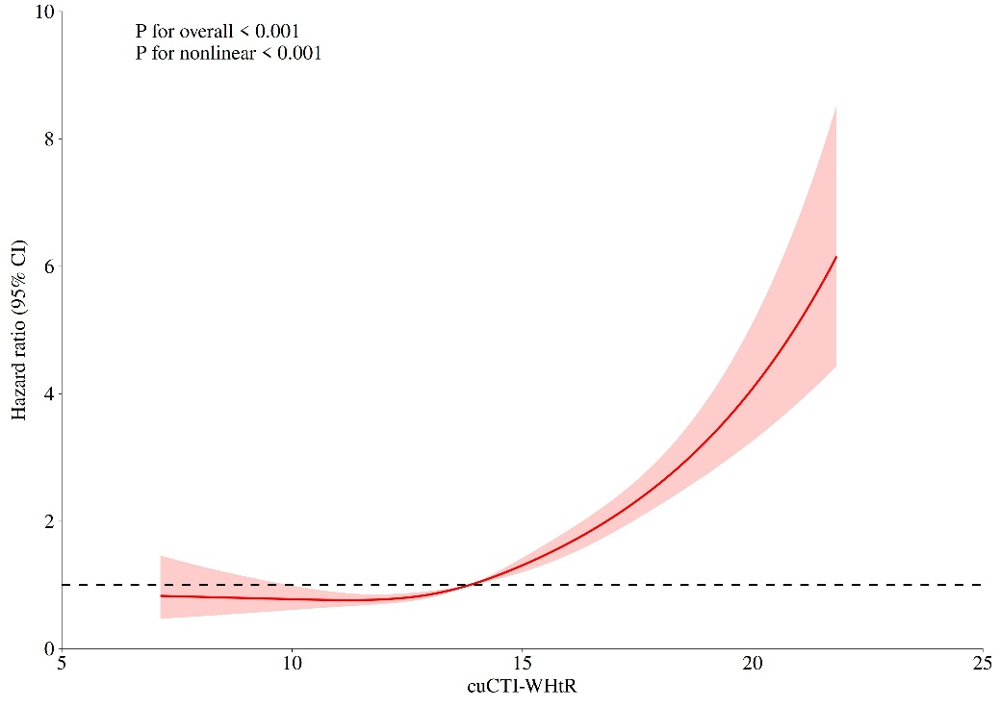 P for overall < 0.001
P for nonlinear < 0.001
Hazard ratio (95% CI)
10
8
6
4
2
0
5
10
15
20
25
cuCTI-WHtR